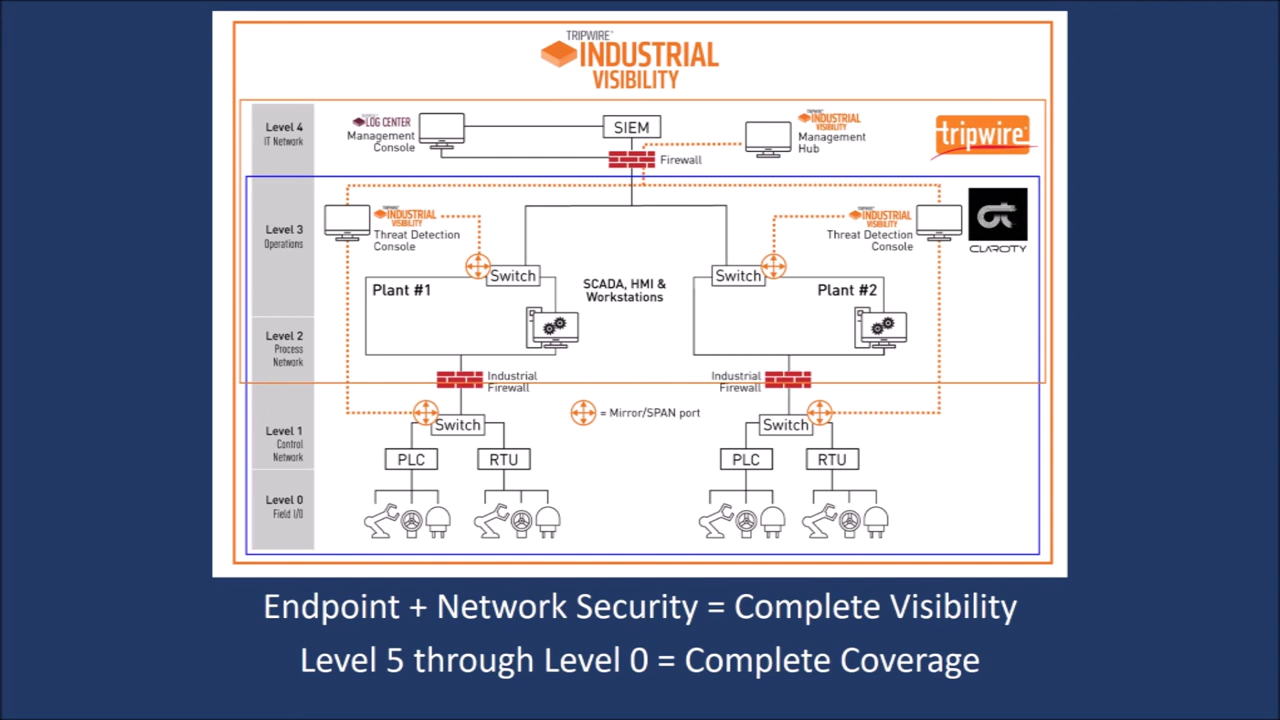 TRIPWIRE
INDUSTRIAL
VISIBILITY
Level 4
IT Network
LOG CENTER
Management
Console
SIEM
Firewall
TRIPWIRE
INDUSTRIAL
VISIBILITY
Management
Hub
tripwire
Level 3
Operations
INDUSTRIAL
VISIBILITY
Threat Detection
Console
INDUSTRIAL
VISIBILITY
Threat Detection
Console
CLAROTY
Switch
Switch
Plant #1
SCADA, HMI &
Workstations
Plant #2
Level 2
Process
Network
Industrial
Firewall
Industrial
Firewall
= Mirror/SPAN port
Level 1
Control
Network
Switch
Switch
PLC
RTU
PLC
RTU
Level 0
Field I/0
Endpoint + Network Security = Complete Visibility
Level 5 through Level 0 = Complete Coverage